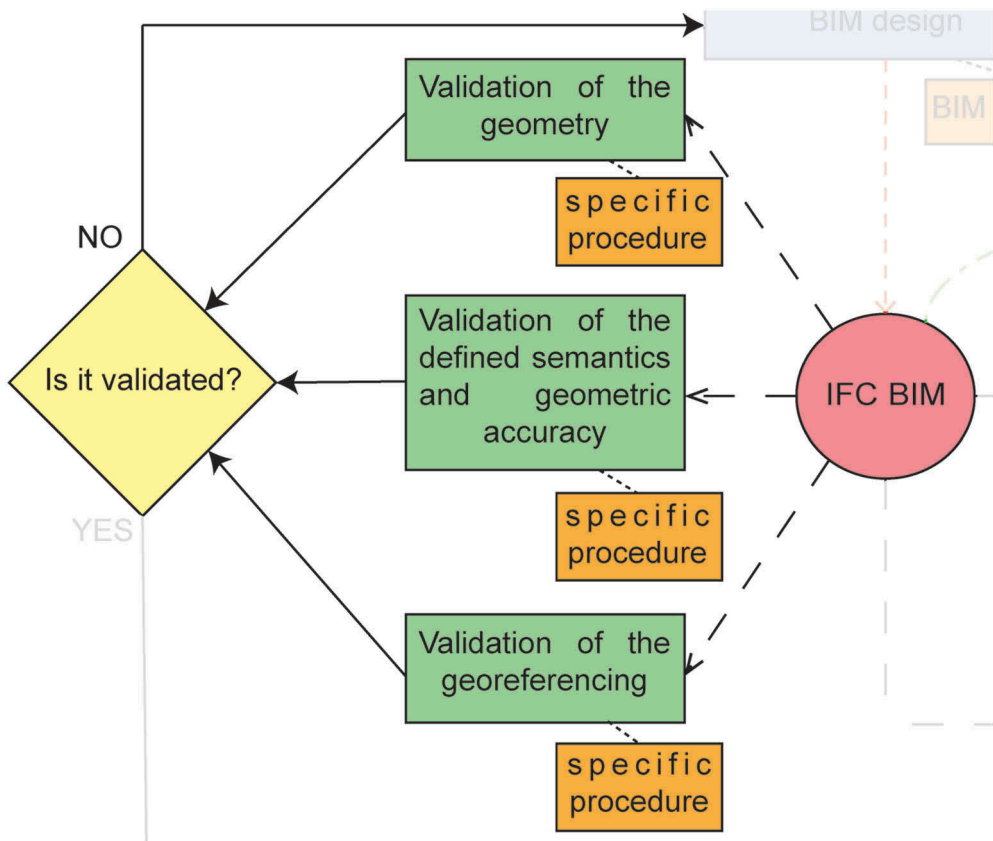 BIM design
BIM
Validation of the
geometry
specific
procedure
NO
Validation of the
defined semantics
and geometric
accuracy
Is it validated?
IFC BIM
specific
procedure
YES
Validation of the
georeferencing
specific
procedure